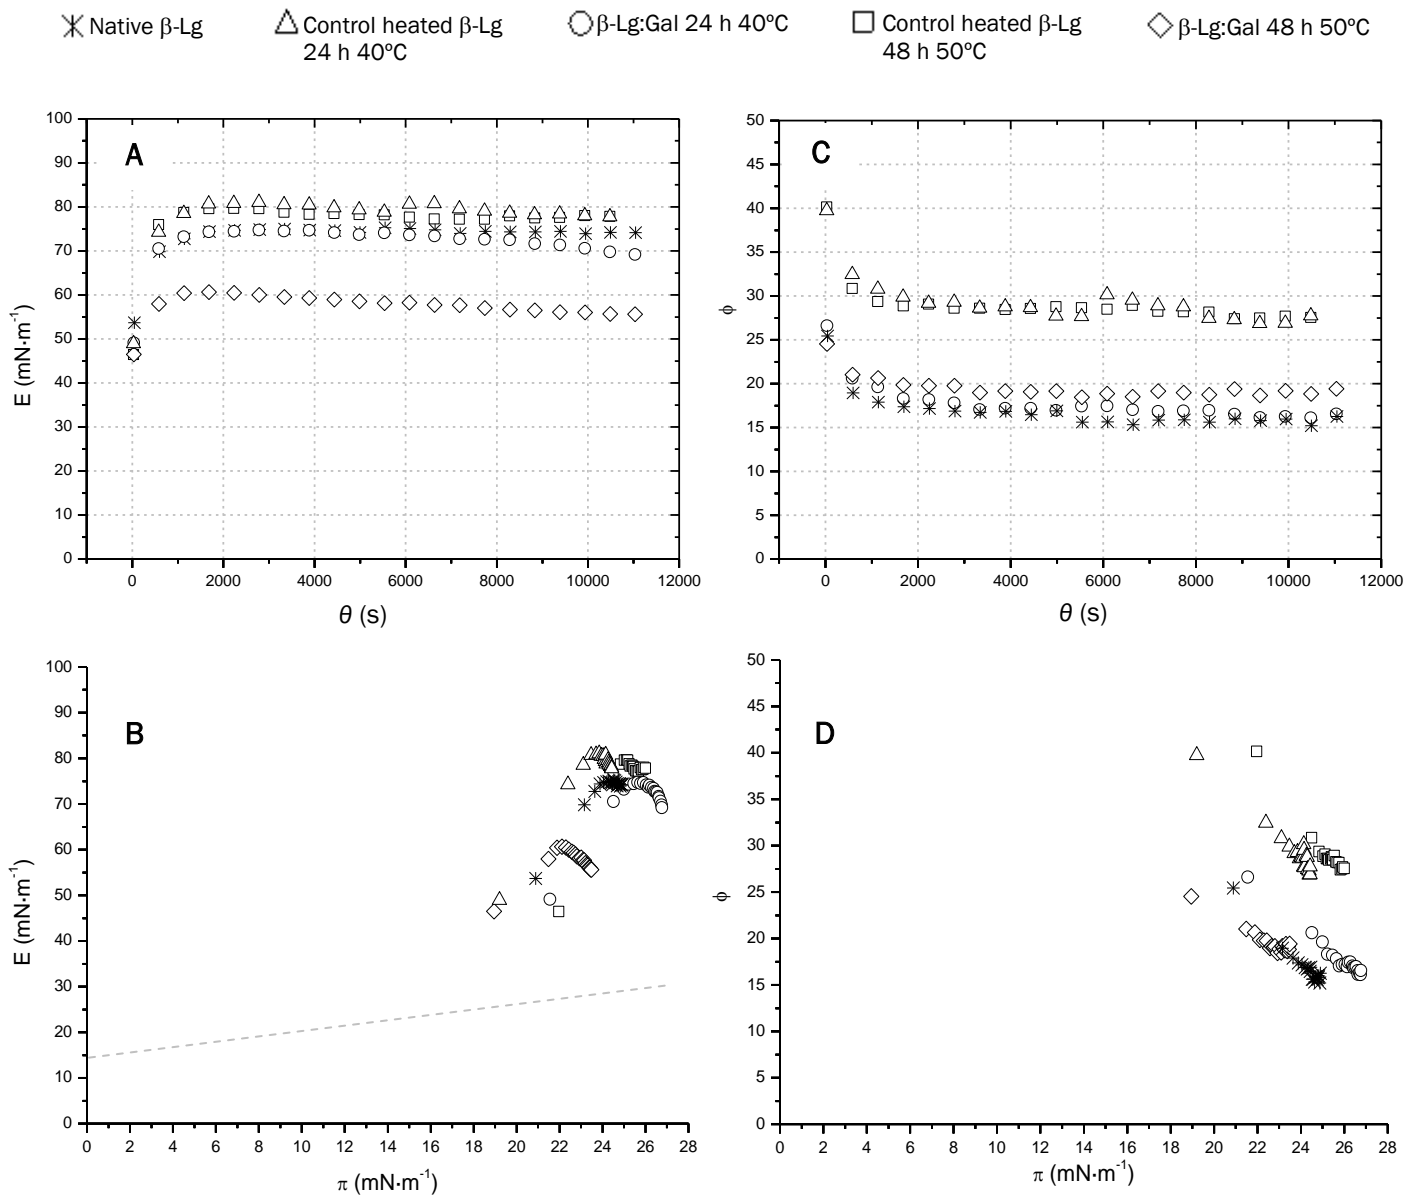 Native β-Lg
Control heated β-Lg
24 h 40ºC
β-Lg:Gal 24 h 40ºC
Control heated β-Lg
48 h 50ºC
β-Lg:Gal 48 h 50ºC
A
100
90
80
70
60
50
40
30
20
10
0
E (mN·m⁻¹)
0 2000 4000 6000 8000 10000 12000
θ (s)
C
50
45
40
35
30
25
20
15
10
5
0
ϕ
0 2000 4000 6000 8000 10000 12000
θ (s)
B
100
90
80
70
60
50
40
30
20
10
0
E (mN·m⁻¹)
0 2 4 6 8 10 12 14 16 18 20 22 24 26 28
π (mN·m⁻¹)
D
50
45
40
35
30
25
20
15
10
5
0
ϕ
0 2 4 6 8 10 12 14 16 18 20 22 24 26 28
π (mN·m⁻¹)